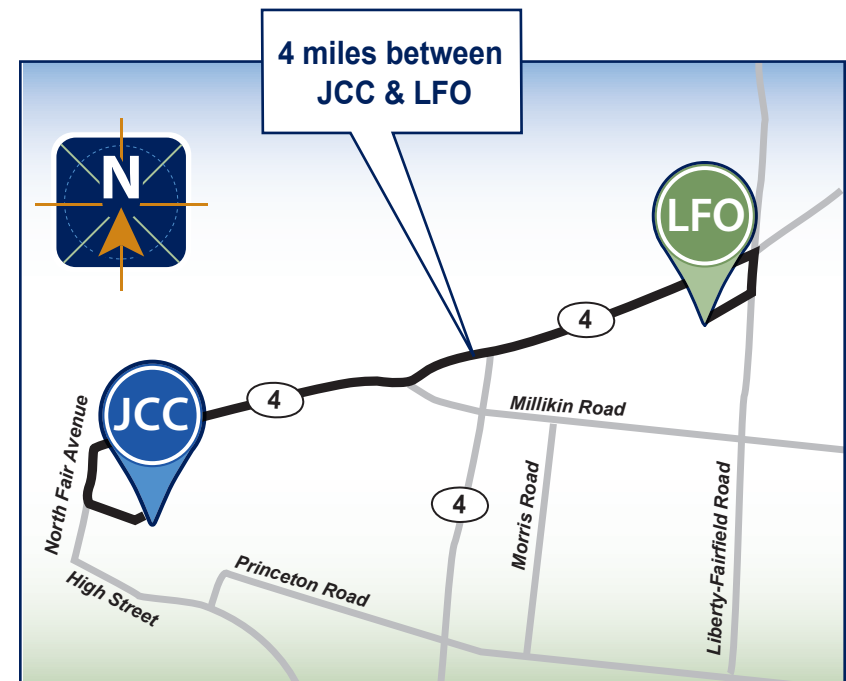 4 miles between
JCC & LFO
N
LFO
4
4
JCC
Millikin Road
North Fair Avenue
4
Morris Road
Liberty-Fairfield Road
Princeton Road
High Street